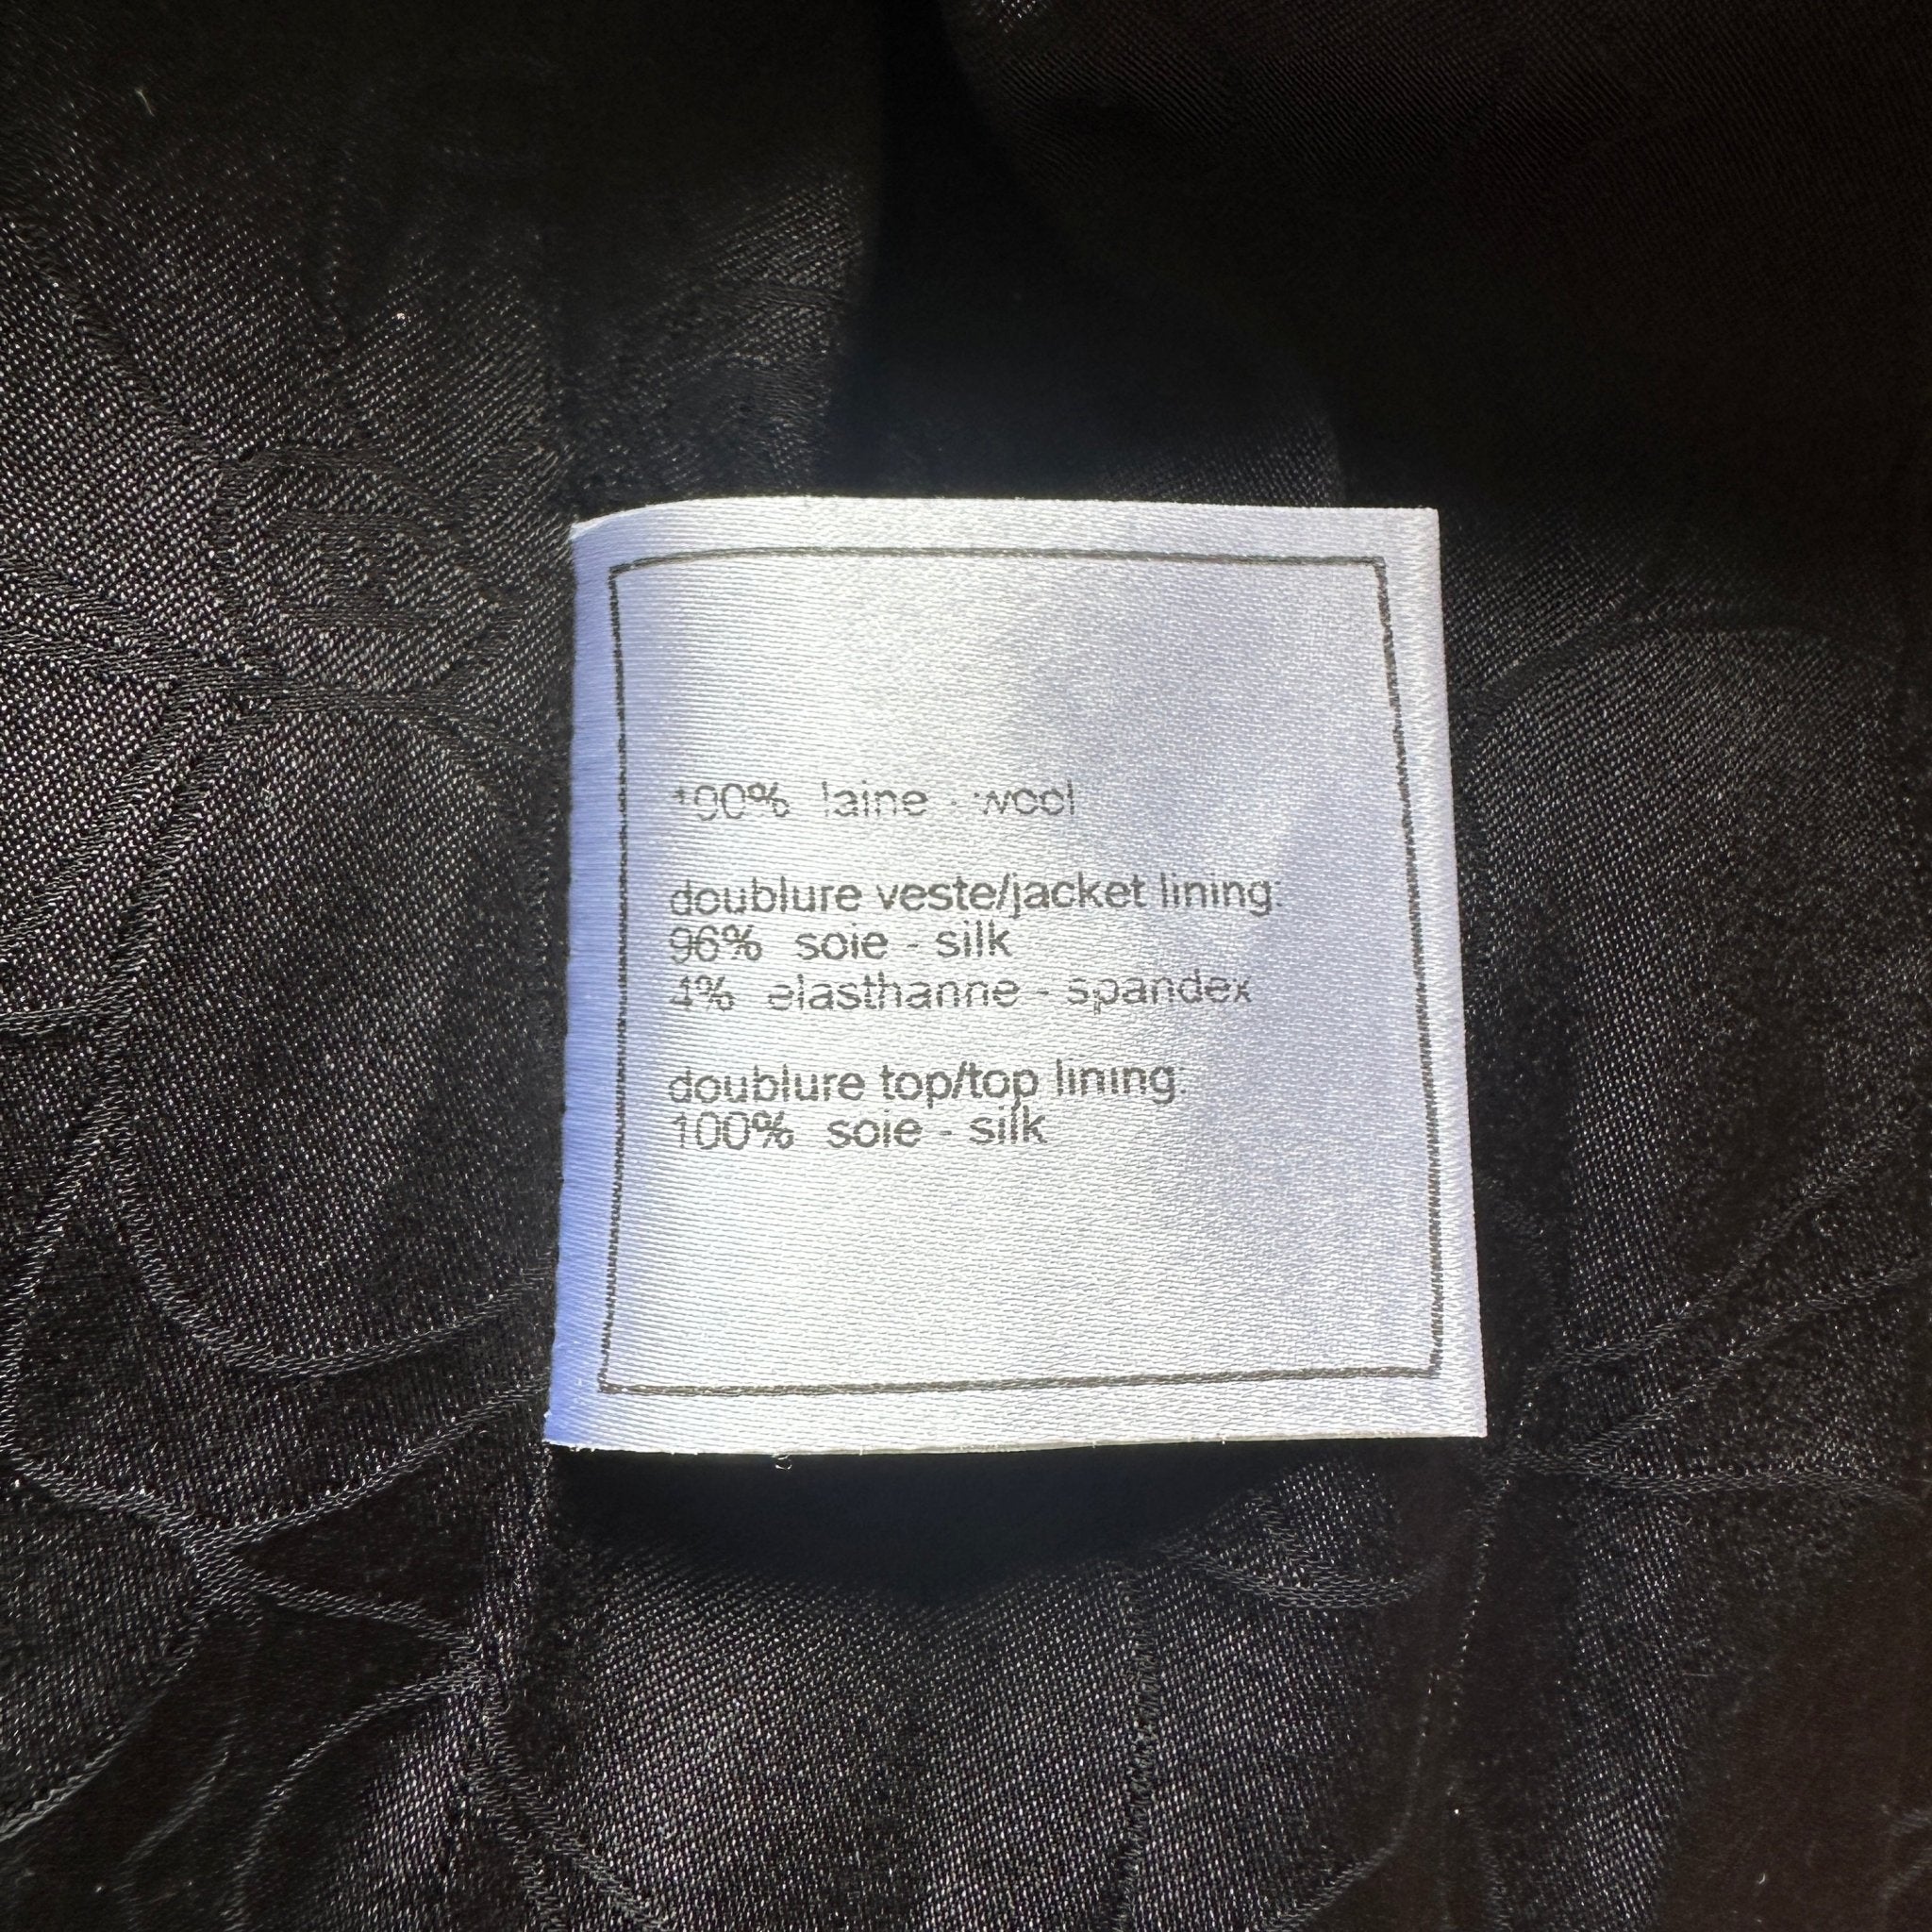 100% laine - wool
doublure veste/jacket lining:
96% soie - silk
4% elasthanne - spandex
doublure top/top lining:
100% soie - silk